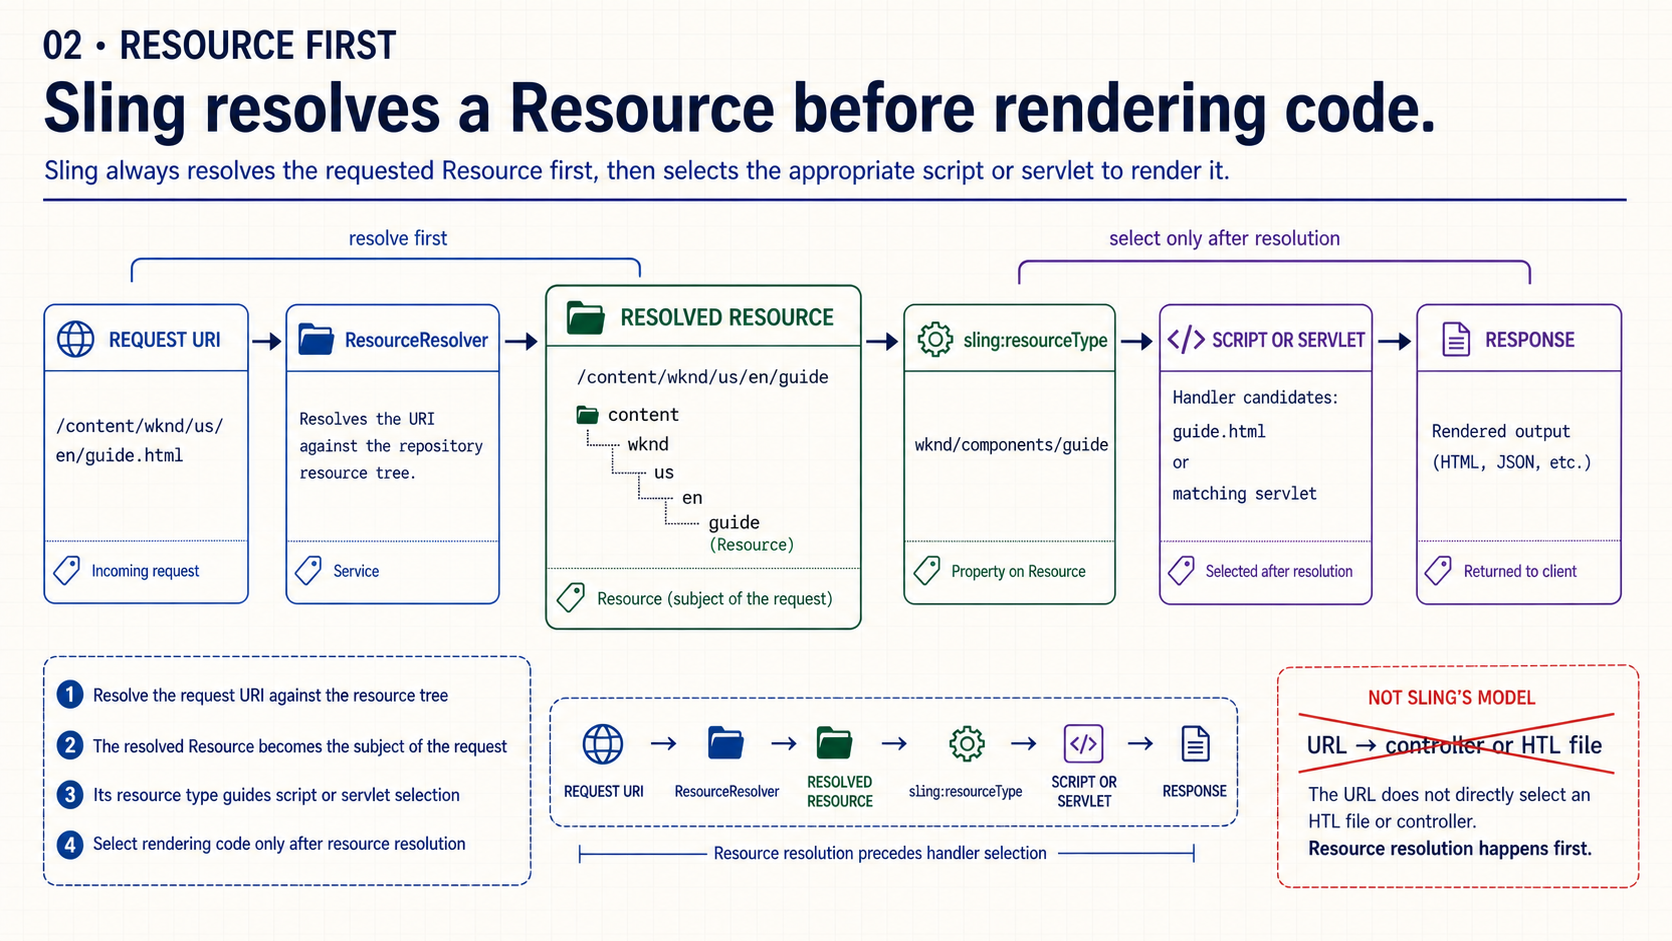 02 • RESOURCE FIRST
Sling resolves a Resource before rendering code.
Sling always resolves the requested Resource first, then selects the appropriate script or servlet to render it.
resolve first
select only after resolution
REQUEST URI
/content/wknd/us/
en/guide.html
Incoming request
ResourceResolver
Resolves the URI
against the repository
resource tree.
Service
RESOLVED RESOURCE
/content/wknd/us/en/guide
content
wknd
us
en
guide
(Resource)
Resource (subject of the request)
sling:resourceType
wknd/components/guide
Property on Resource
</> SCRIPT OR SERVLET
Handler candidates:
guide.html
or
matching servlet
Selected after resolution
RESPONSE
Rendered output
(HTML, JSON, etc.)
Returned to client
1 Resolve the request URI against the resource tree
2 The resolved Resource becomes the subject of the request
3 Its resource type guides script or servlet selection
4 Select rendering code only after resource resolution
REQUEST URI
ResourceResolver
RESOLVED
RESOURCE
sling:resourceType
</>
SCRIPT OR
SERVLET
RESPONSE
Resource resolution precedes handler selection
NOT SLING'S MODEL
URL → controller or HTL file
The URL does not directly select an
HTL file or controller.
Resource resolution happens first.